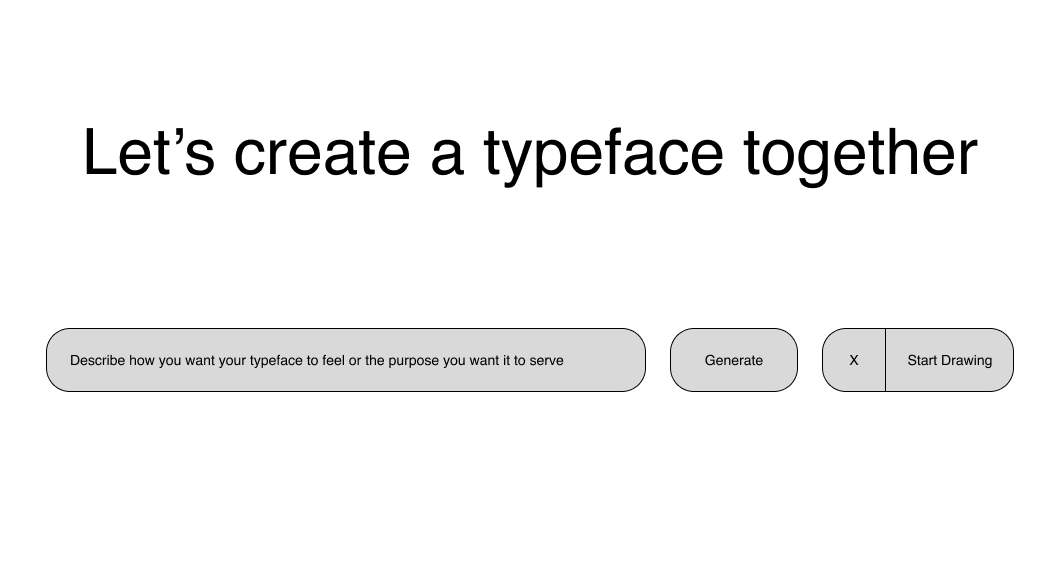 Let’s create a typeface together
Describe how you want your typeface to feel or the purpose you want it to serve
Generate
X
Start Drawing